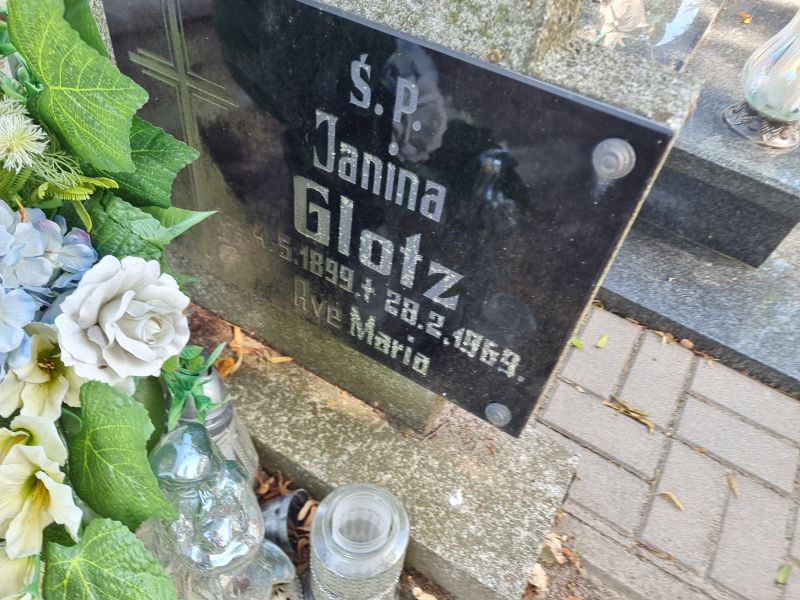 Ś. P.
Janina
Glotz
4.5.1899. † 28.2.1969.
Ave Maria